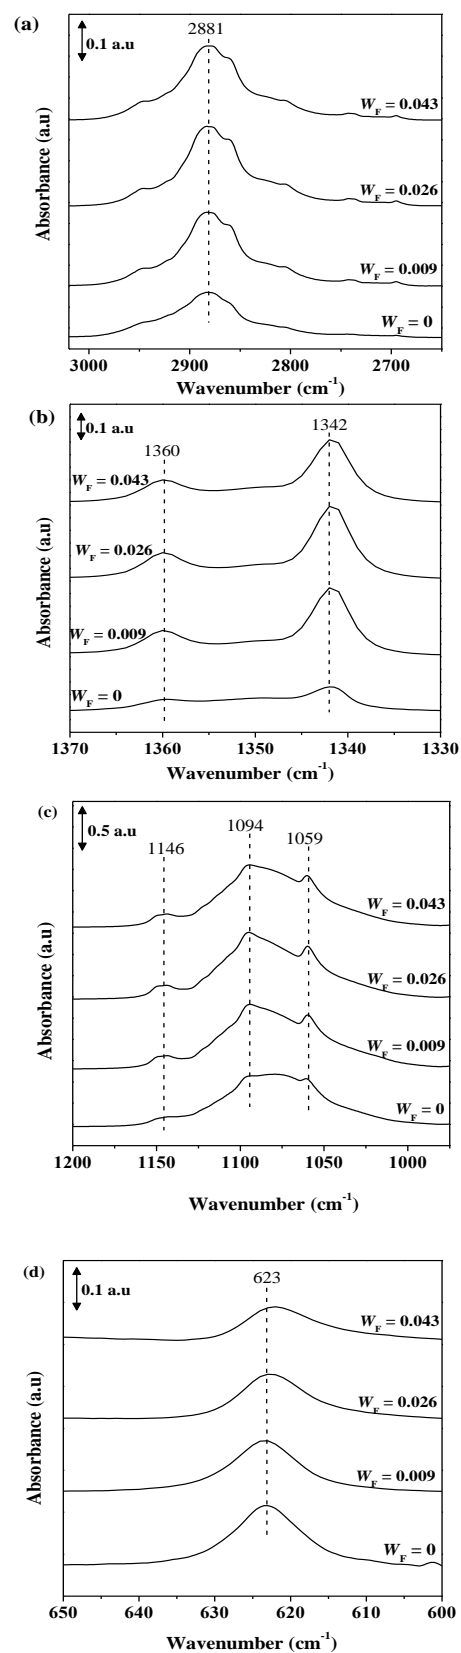 (a)
2881
0.1 a.u
W_F = 0.043
W_F = 0.026
W_F = 0.009
W_F = 0
Absorbance (a.u)
3000 2900 2800 2700
Wavenumber (cm⁻¹)
(b)
0.1 a.u
1360 1342
W_F = 0.043
W_F = 0.026
W_F = 0.009
W_F = 0
Absorbance (a.u)
1370 1360 1350 1340 1330
Wavenumber (cm⁻¹)
(c)
0.5 a.u
1146 1094 1059
W_F = 0.043
W_F = 0.026
W_F = 0.009
W_F = 0
Absorbance (a.u)
1200 1150 1100 1050 1000
Wavenumber (cm⁻¹)
(d)
623
0.1 a.u
W_F = 0.043
W_F = 0.026
W_F = 0.009
W_F = 0
Absorbance (a.u)
650 640 630 620 610 600
Wavenumber (cm⁻¹)